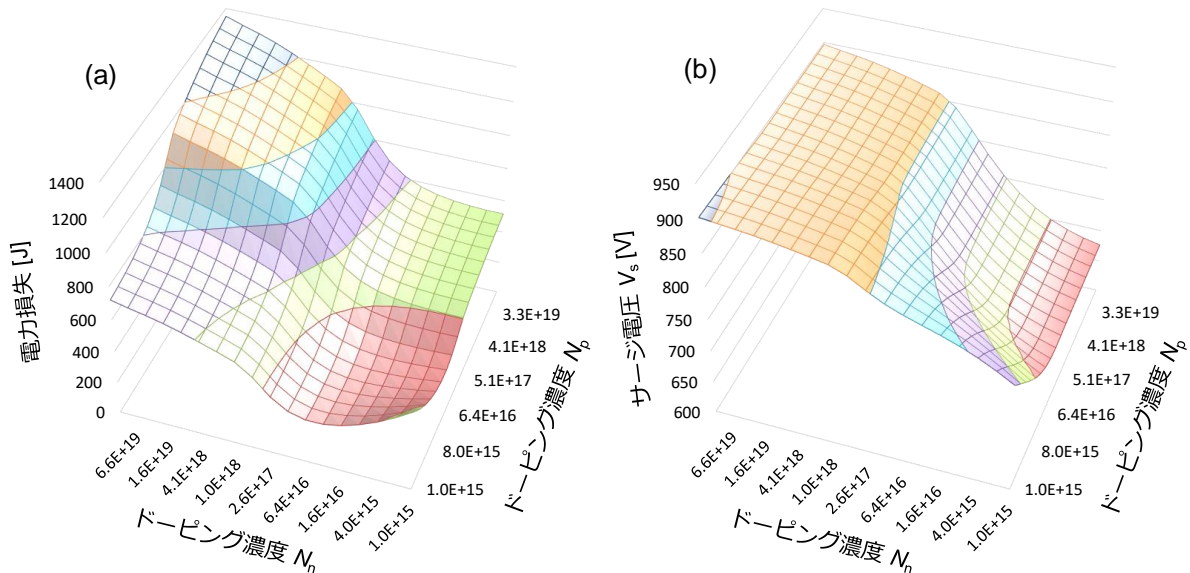 (a)
電力損失 [J]
1400
1200
1000
800
600
400
200
0
6.6E+19
1.6E+19
4.1E+18
1.0E+18
2.6E+17
6.4E+16
1.6E+16
4.0E+15
1.0E+15
ドーピング濃度 Nn
3.3E+19
4.1E+18
5.1E+17
6.4E+16
8.0E+15
1.0E+15
ドーピング濃度 Np
(b)
サージ電圧 Vs [V]
950
900
850
800
750
700
650
600
6.6E+19
1.6E+19
4.1E+18
1.0E+18
2.6E+17
6.4E+16
1.6E+16
4.0E+15
1.0E+15
ドーピング濃度 Nn
3.3E+19
4.1E+18
5.1E+17
6.4E+16
8.0E+15
1.0E+15
ドーピング濃度 Np